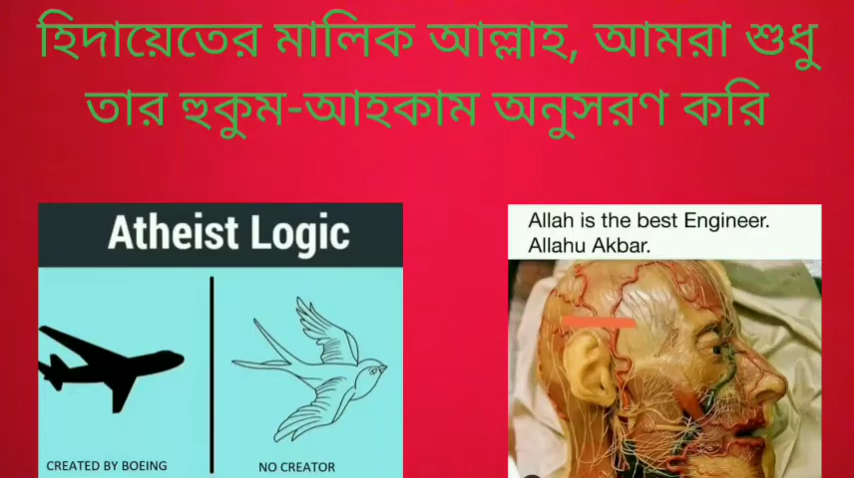 হিদায়েতের মালিক আল্লাহ, আমরা শুধু
তার হুকুম-আহকাম অনুসরণ করি
Atheist Logic
CREATED BY BOEING
NO CREATOR
Allah is the best Engineer.
Allahu Akbar.